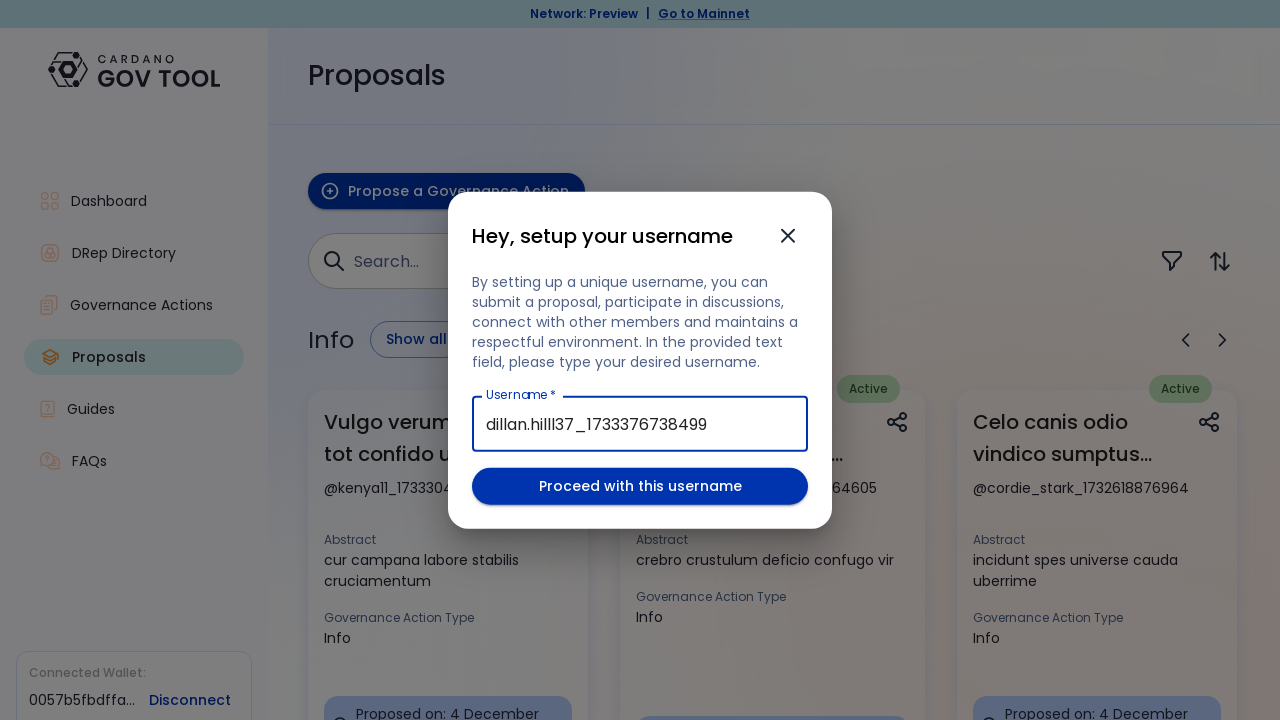 Network: Preview | Go to Mainnet
CARDANO
GOV TOOL
Dashboard
DRep Directory
Governance Actions
Proposals
Guides
FAQs
Connected Wallet:
0057b5fbdffa...
Disconnect
Proposals
Propose a Governance Action
Search...
Info
Show all
Hey, setup your username
By setting up a unique username, you can
submit a proposal, participate in discussions,
connect with other members and maintains a
respectful environment. In the provided text
field, please type your desired username.
Username *
dillan.hilll37_1733376738499
Proceed with this username
Vulgo verum
tot confido
@kenya11_1733304
Abstract
cur campana labore stabilis
cruciamentum
Governance Action Type
Info
Proposed on: 4 December
Active
...
64605
Abstract
crebro crustulum deficio confugo vir
Governance Action Type
Info
Active
Celo canis odio
vindico sumptus...
@cordie_stark_1732618876964
Abstract
incidunt spes universe cauda
uberrime
Governance Action Type
Info
Proposed on: 4 December